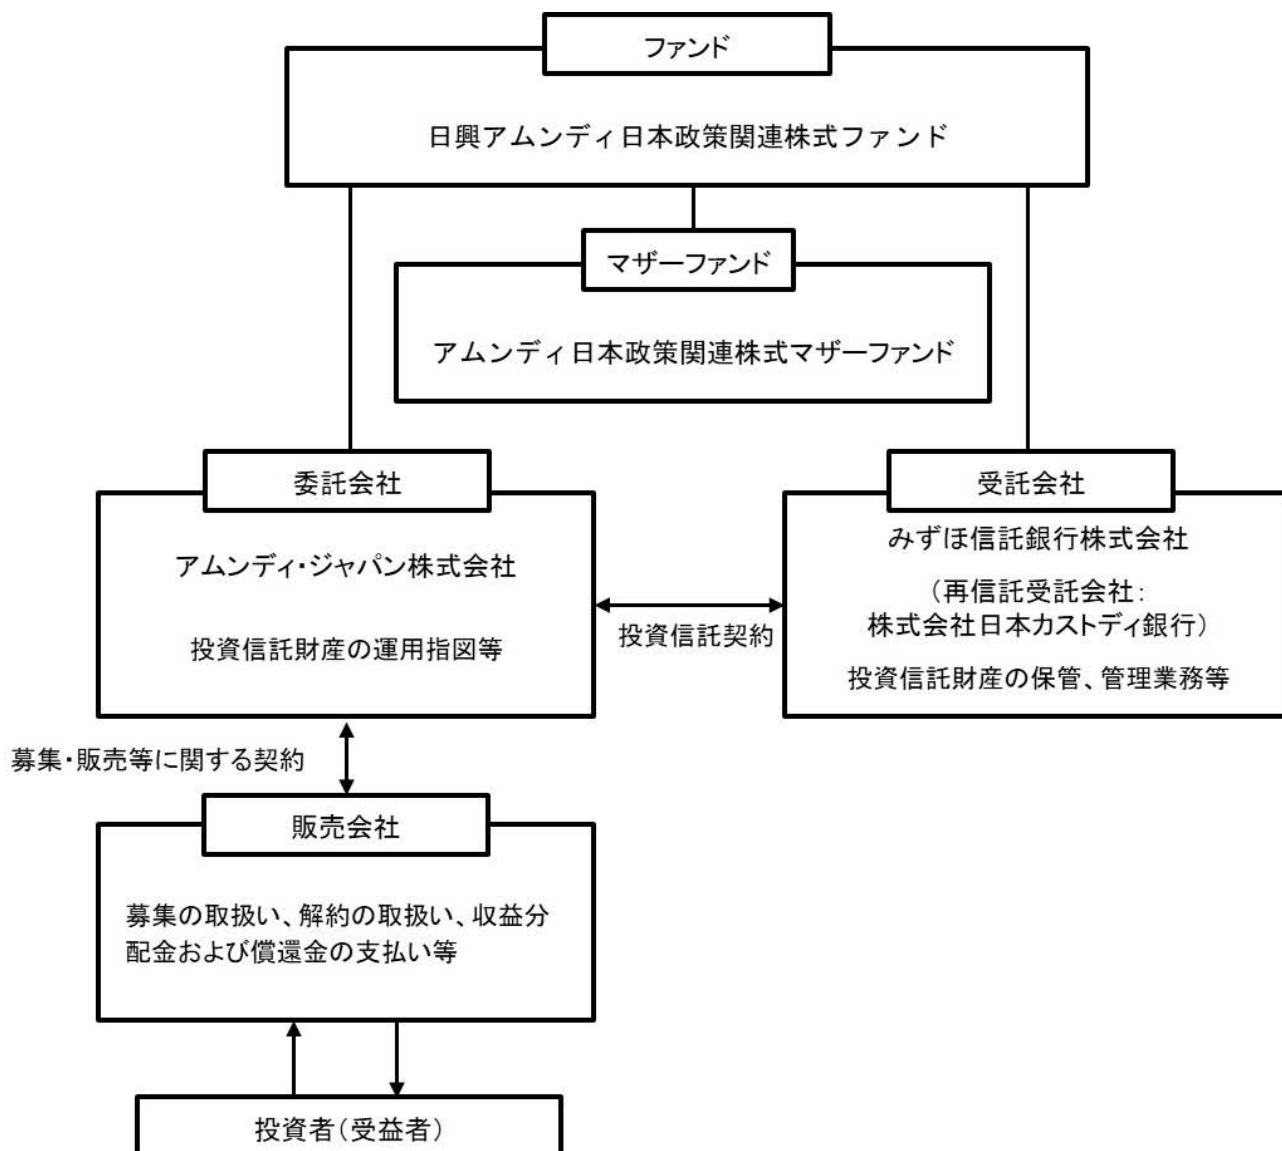 ファンド
日興アムンディ日本政策関連株式ファンド
マザーファンド
アムンディ日本政策関連株式マザーファンド
委託会社
アムンディ・ジャパン株式会社
投資信託財産の運用指図等
投資信託契約
受託会社
みずほ信託銀行株式会社
（再信託受託会社：
株式会社日本カストディ銀行）
投資信託財産の保管、管理業務等
募集・販売等に関する契約
販売会社
募集の取扱い、解約の取扱い、収益分
配金および償還金の支払い等
投資者（受益者）